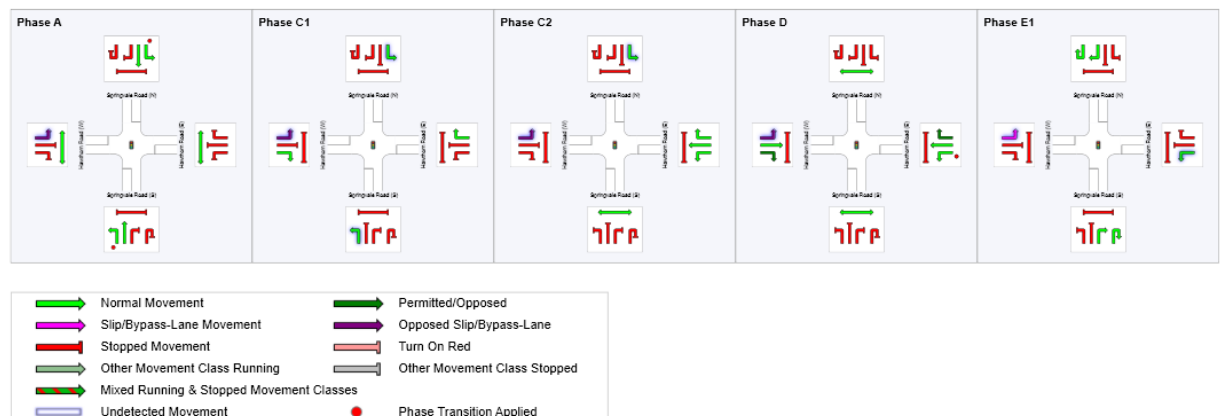 Phase A
Phase C1
Phase C2
Phase D
Phase E1
Springvale Road (N)
Springvale Road (N)
Springvale Road (N)
Springvale Road (N)
Springvale Road (N)
Hawthorn Road (W)
Hawthorn Road (E)
Hawthorn Road (W)
Hawthorn Road (E)
Hawthorn Road (W)
Hawthorn Road (E)
Hawthorn Road (W)
Hawthorn Road (E)
Hawthorn Road (W)
Hawthorn Road (E)
Springvale Road (S)
Springvale Road (S)
Springvale Road (S)
Springvale Road (S)
Springvale Road (S)
Normal Movement
Permitted/Opposed
Slip/Bypass-Lane Movement
Opposed Slip/Bypass-Lane
Stopped Movement
Turn On Red
Other Movement Class Running
Other Movement Class Stopped
Mixed Running & Stopped Movement Classes
Undetected Movement
Phase Transition Applied